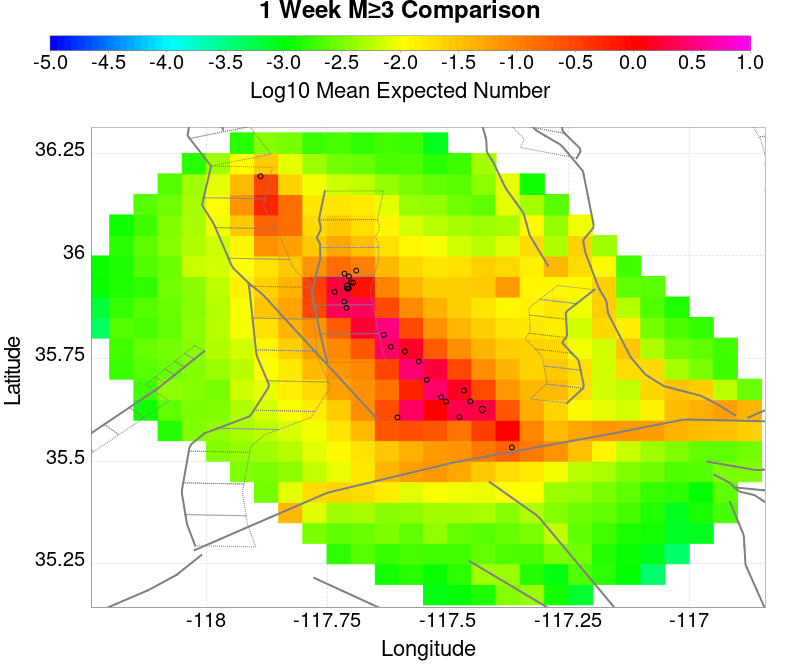 1 Week M≥3 Comparison
-5.0 -4.5 -4.0 -3.5 -3.0 -2.5 -2.0 -1.5 -1.0 -0.5 0.0 0.5 1.0
Log10 Mean Expected Number
36.25
36
35.75
35.5
35.25
Latitude
-118 -117.75 -117.5 -117.25 -117
Longitude